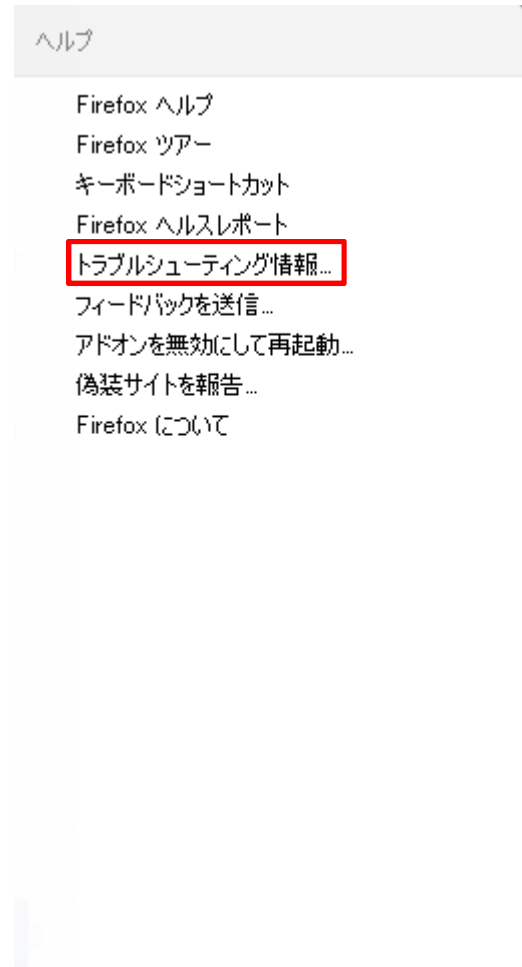 ヘルプ
Firefox ヘルプ
Firefox ツアー
キーボードショートカット
Firefox ヘルスレポート
トラブルシューティング情報...
フィードバックを送信...
アドオンを無効にして再起動...
偽装サイトを報告...
Firefox について